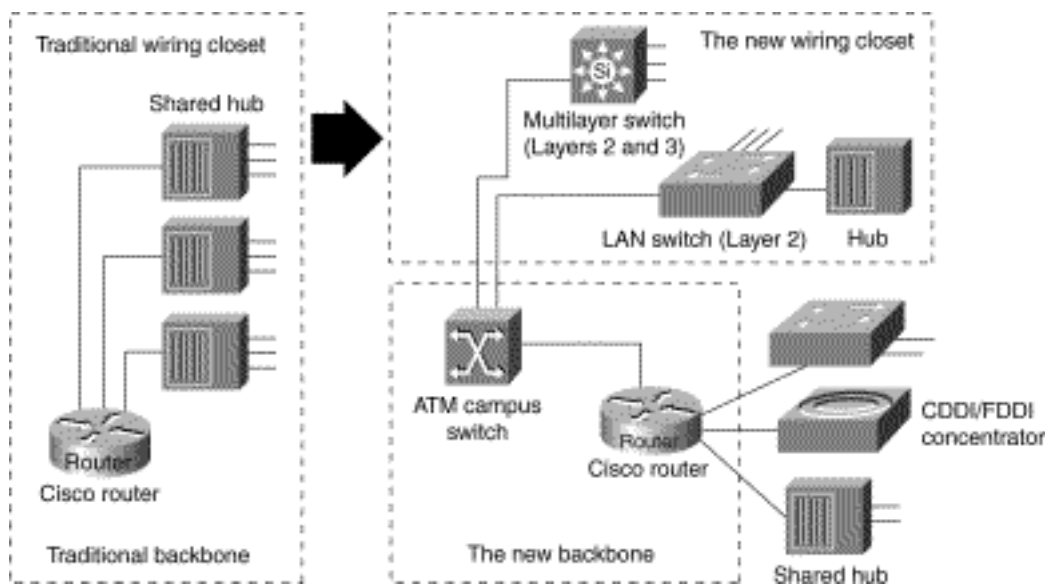 Traditional wiring closet
Shared hub
Router
Cisco router
Traditional backbone
The new wiring closet
Si
Multilayer switch
(Layers 2 and 3)
LAN switch (Layer 2)
Hub
ATM campus
switch
Router
Cisco router
The new backbone
CDDI/FDDI
concentrator
Shared hub